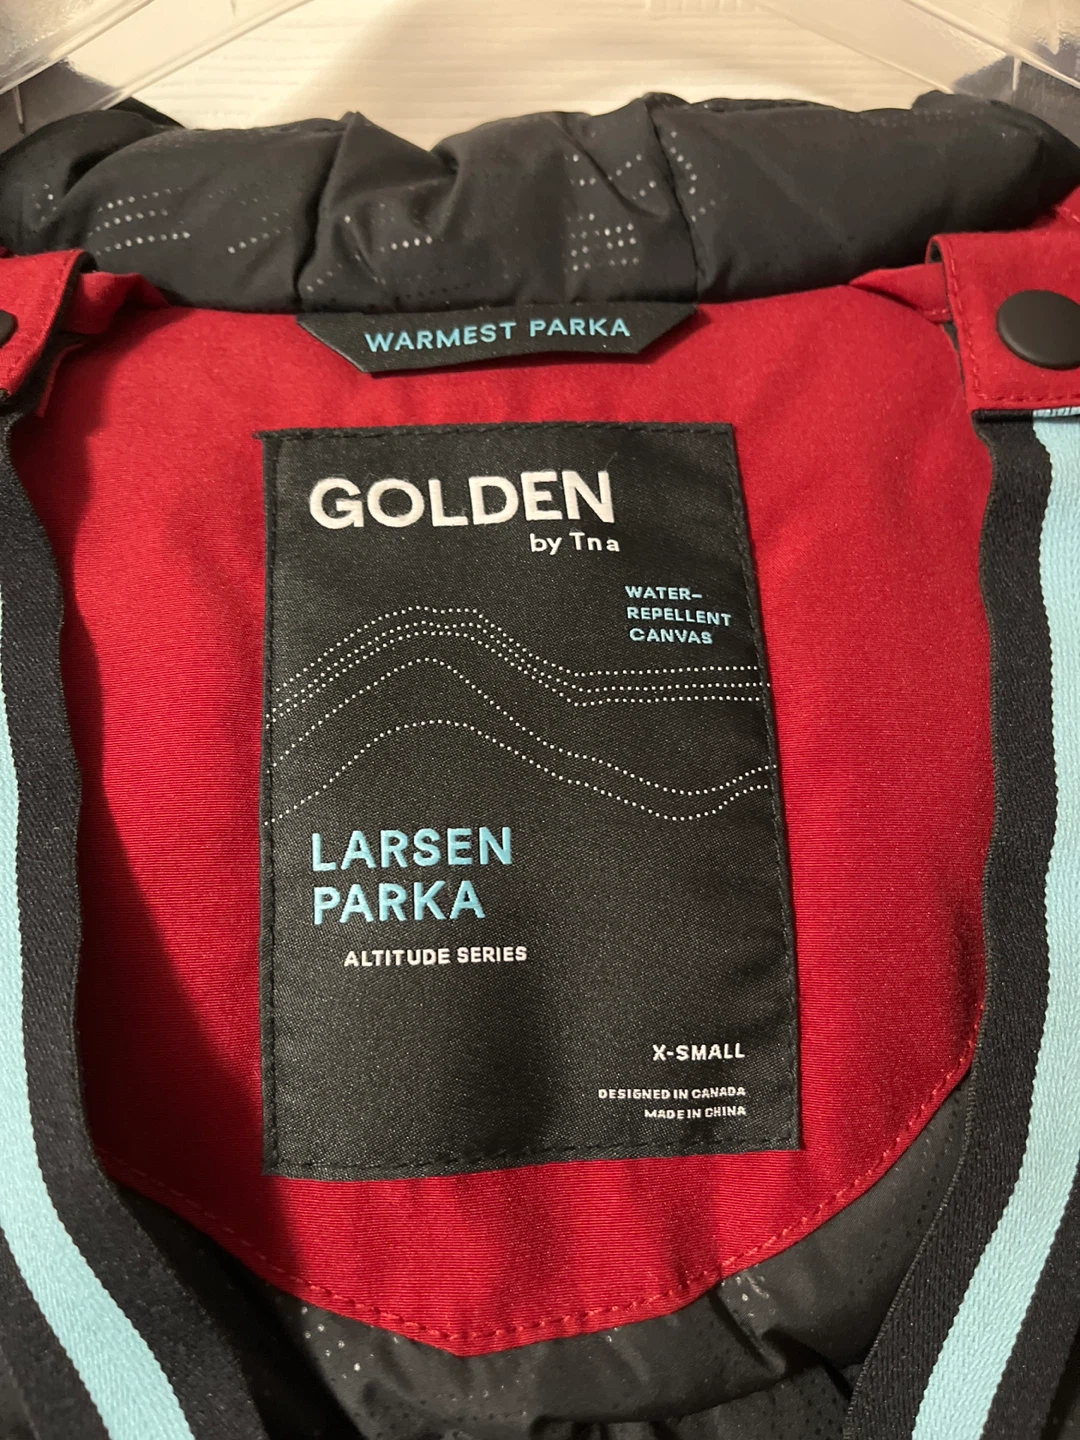 WARMEST PARKA
GOLDEN
by Tna
WATER-
REPELLENT
CANVAS
LARSEN
PARKA
ALTITUDE SERIES
X-SMALL
DESIGNED IN CANADA
MADE IN CHINA